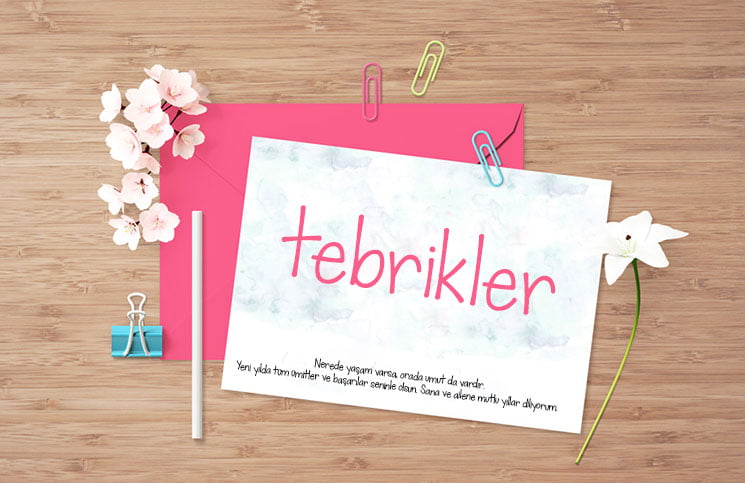 tebrikler
Nerede yaşam varsa, orada umut da vardır.
Yeni yılda tüm ümitler ve başarılar seninle olsun. Sana ve ailene mutlu yıllar diliyorum.